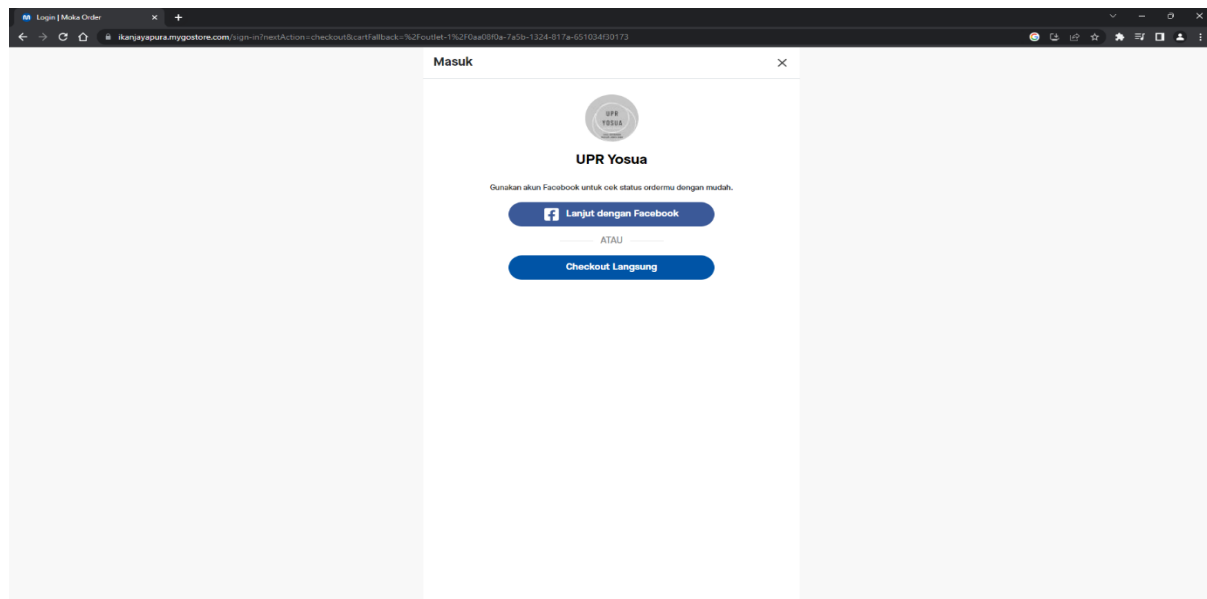 Login | Moka Order
ikanjayapura.mygostore.com/sign-in?nextAction=checkout&cartFallback=%2Foutlet-1%2F0aa08f0a-7a5b-1324-817a-651034f30173
Masuk
UPR
YOSUA
UPR Yosua
Gunakan akun Facebook untuk cek status ordermu dengan mudah.
Lanjut dengan Facebook
ATAU
Checkout Langsung